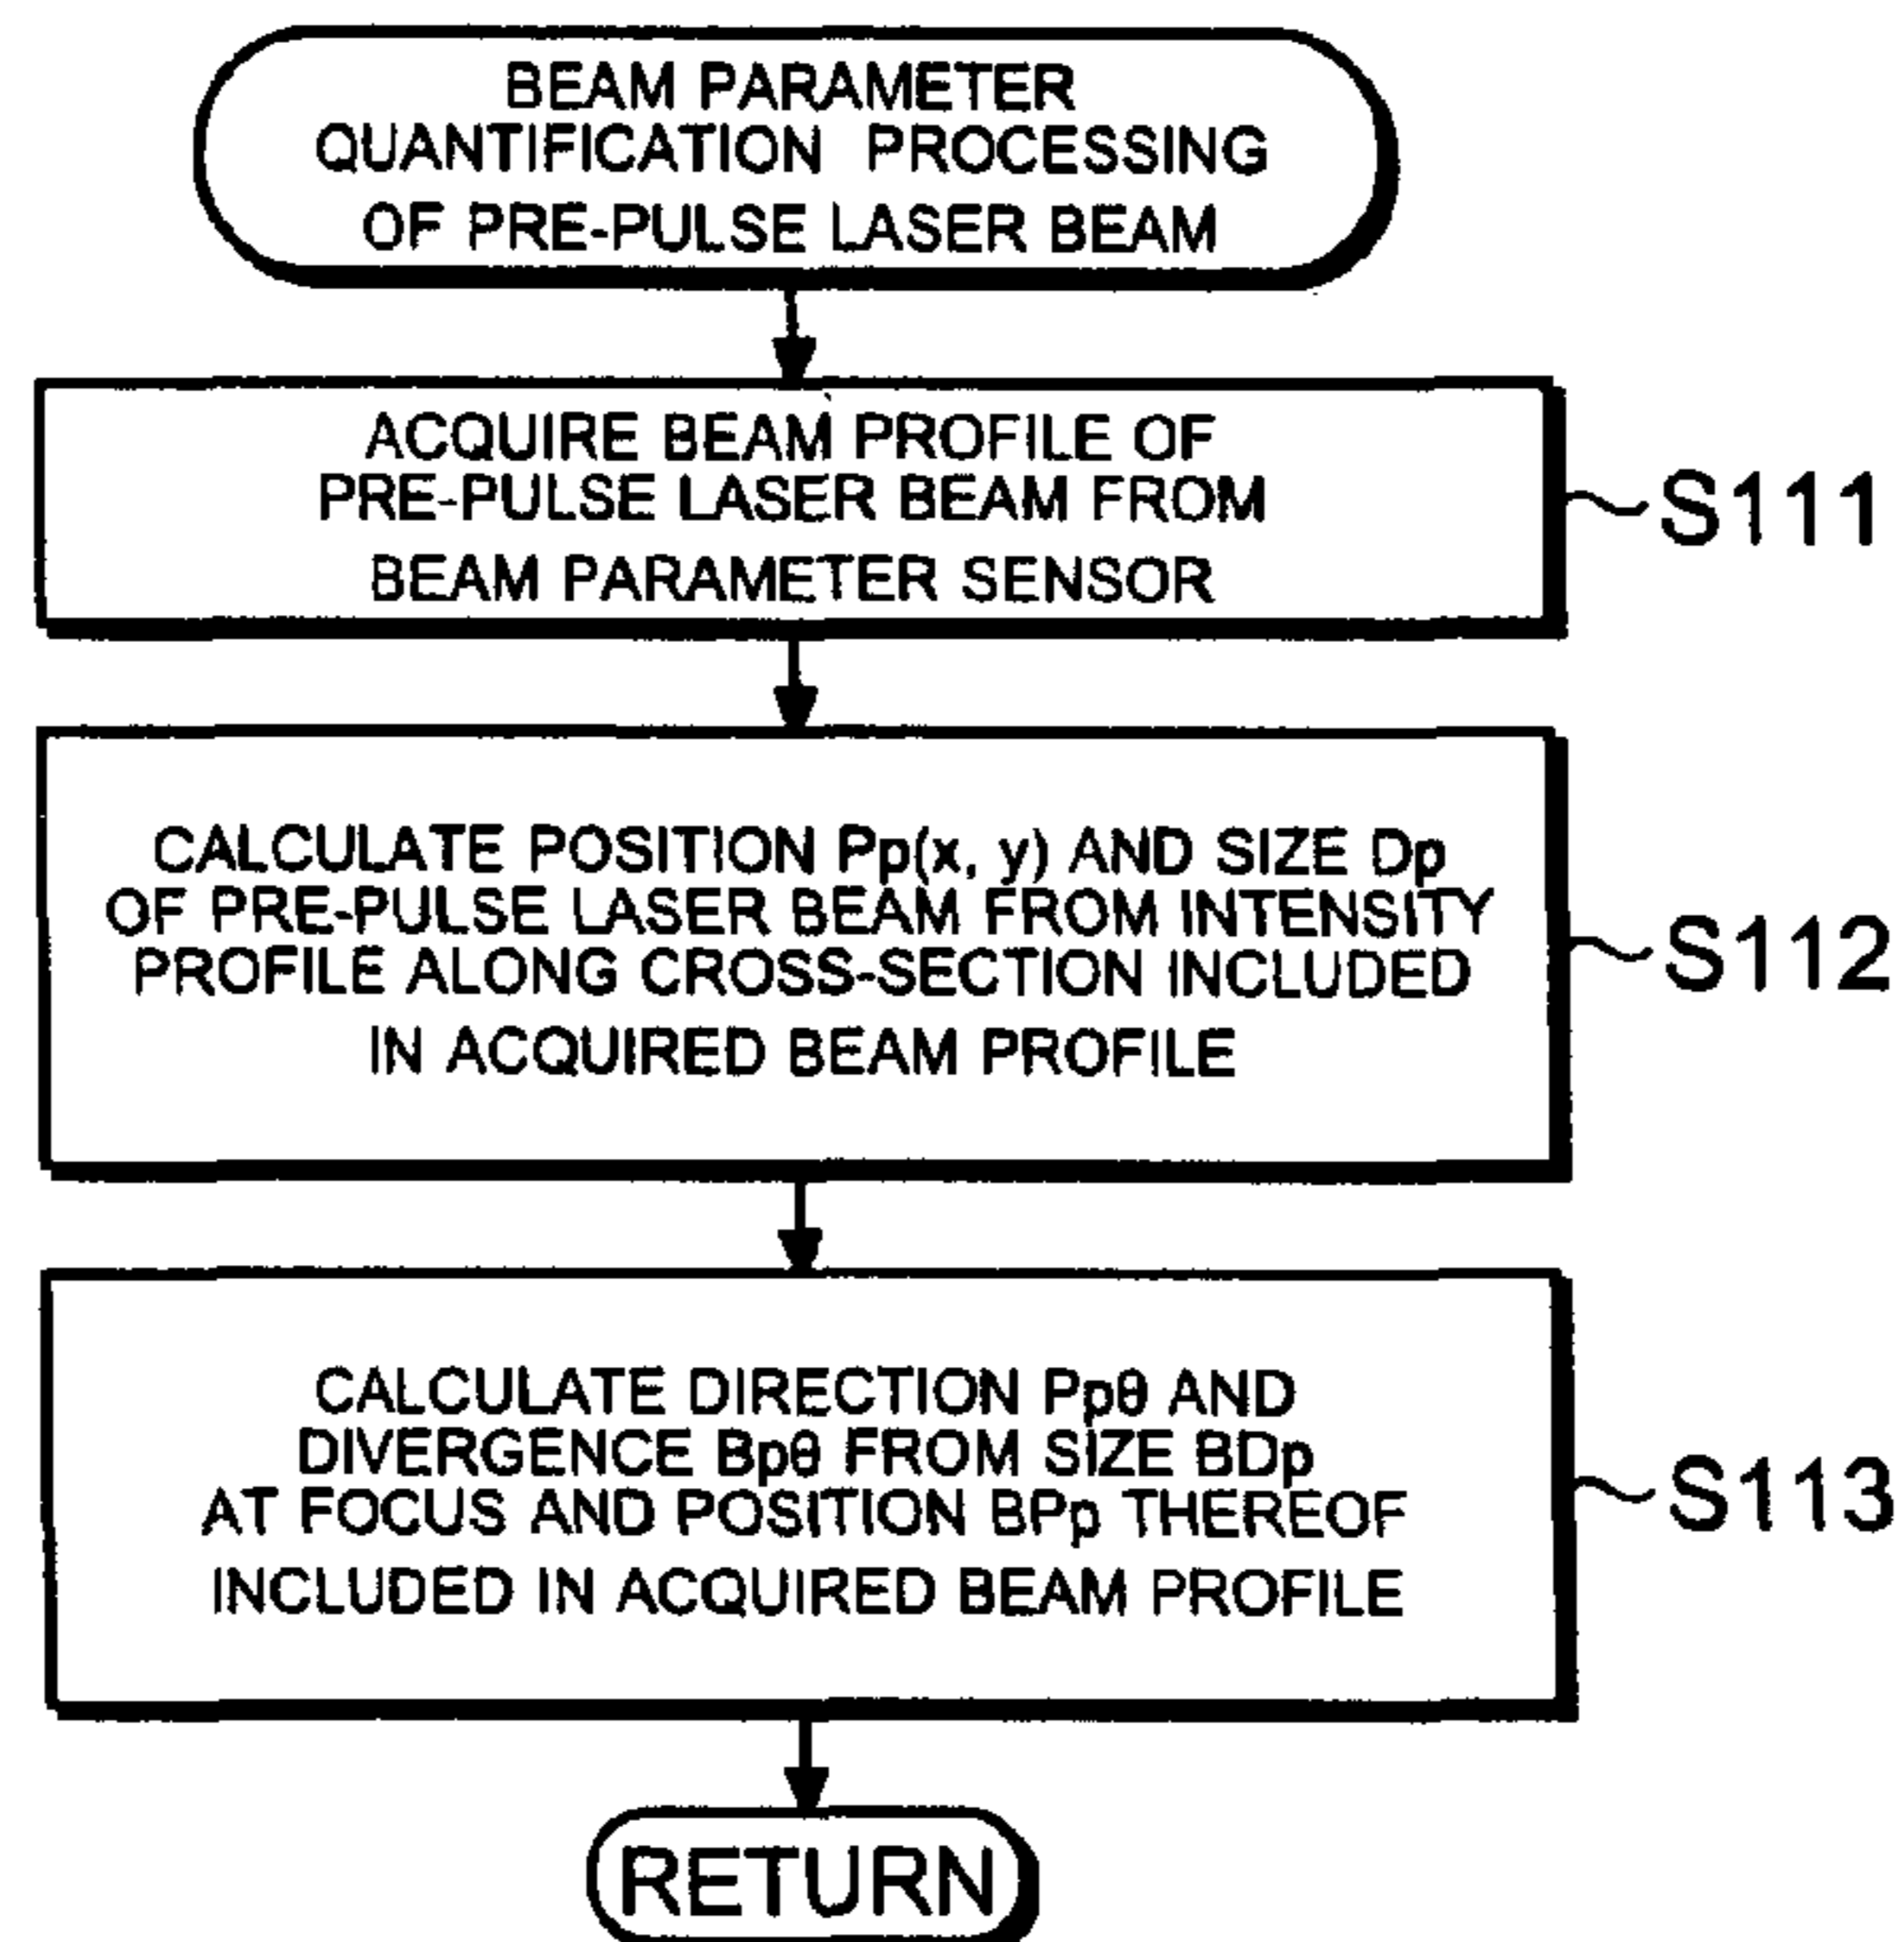 BEAM PARAMETER
QUANTIFICATION PROCESSING
OF PRE-PULSE LASER BEAM
ACQUIRE BEAM PROFILE OF
PRE-PULSE LASER BEAM FROM
BEAM PARAMETER SENSOR
S111
CALCULATE POSITION Pp(x, y) AND SIZE Dp
OF PRE-PULSE LASER BEAM FROM INTENSITY
PROFILE ALONG CROSS-SECTION INCLUDED
IN ACQUIRED BEAM PROFILE
S112
CALCULATE DIRECTION Ppθ AND
DIVERGENCE Bpθ FROM SIZE BDp
AT FOCUS AND POSITION BPp THEREOF
INCLUDED IN ACQUIRED BEAM PROFILE
S113
RETURN